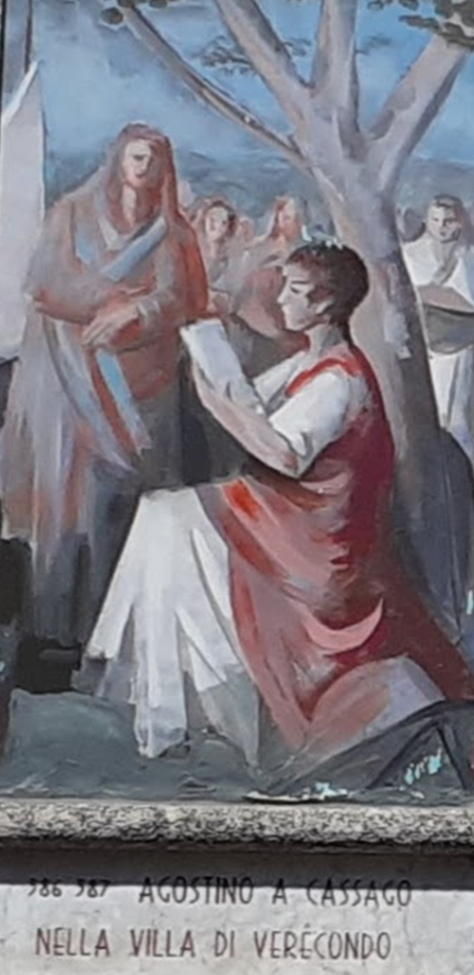 386 387 AGOSTINO A CASSAGO
NELLA VILLA DI VERECONDO